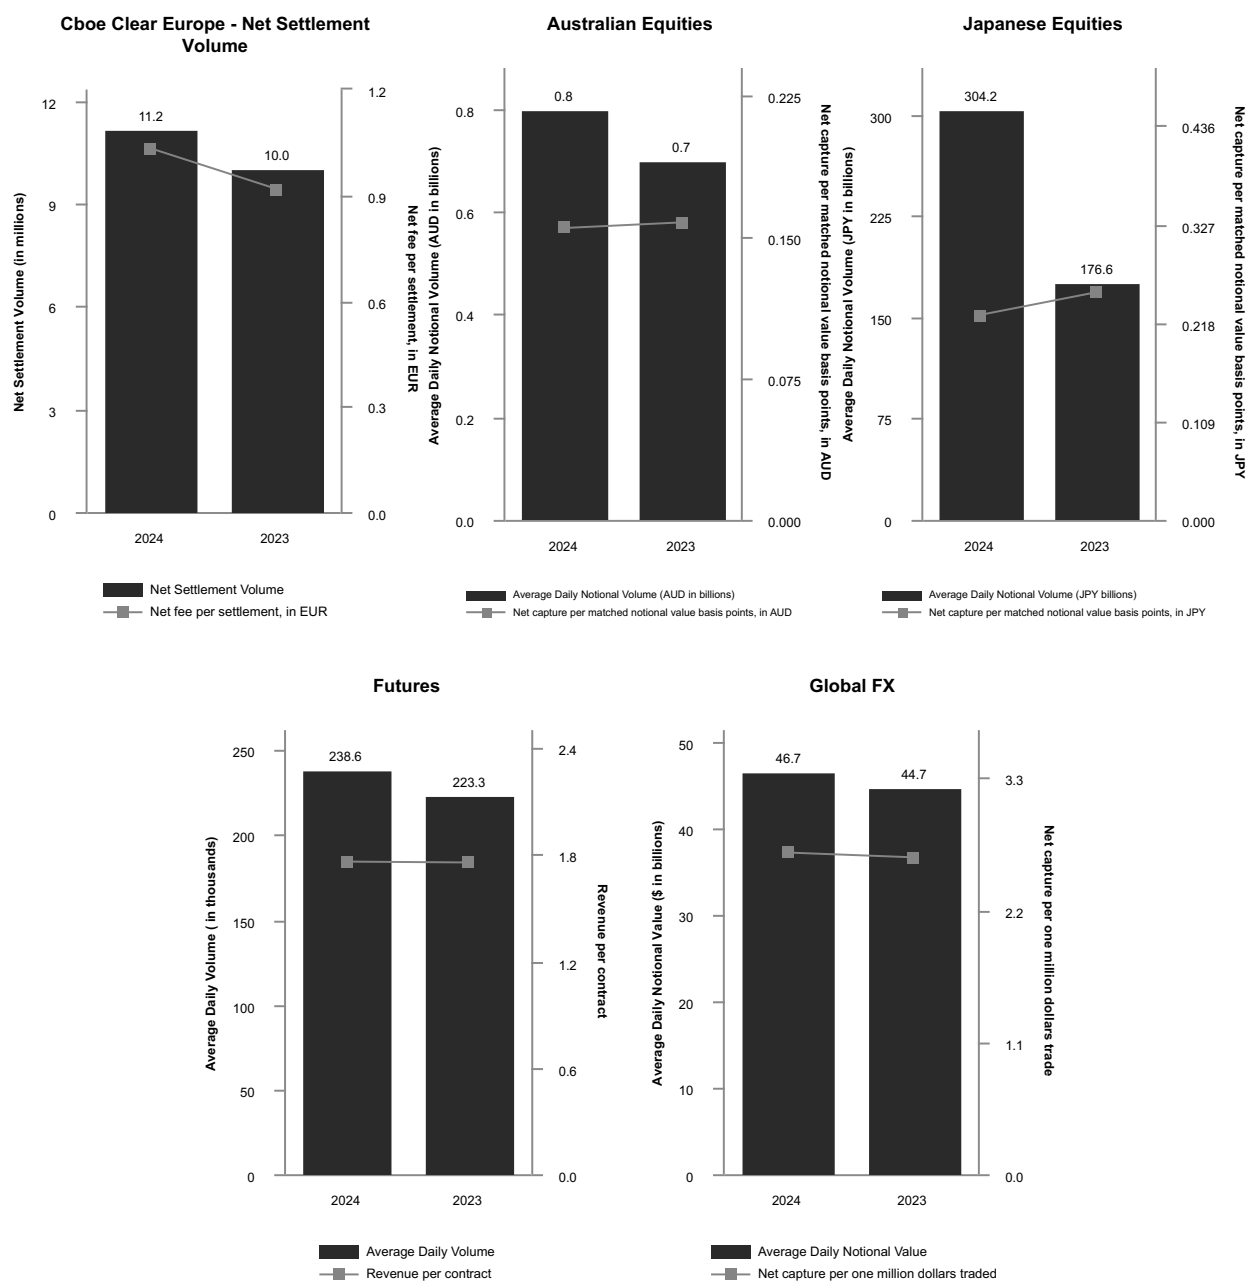 Cboe Clear Europe - Net Settlement
Volume
12
9
6
3
0
Net Settlement Volume (in millions)
11.2
10.0
1.2
0.9
0.6
0.3
0.0
Net fee per settlement, in EUR
2024
2023
Net Settlement Volume
Net fee per settlement, in EUR
Australian Equities
Average Daily Notional Volume (AUD in billions)
0.8
0.6
0.4
0.2
0.0
0.8
0.7
0.225
0.150
0.075
0.000
Net capture per matched notional value basis points, in AUD
2024
2023
Average Daily Notional Volume (AUD in billions)
Net capture per matched notional value basis points, in AUD
Japanese Equities
Average Daily Notional Volume (JPY in billions)
300
225
150
75
0
304.2
176.6
0.436
0.327
0.218
0.109
0.000
Net capture per matched notional value basis points, in JPY
2024
2023
Average Daily Notional Volume (JPY billions)
Net capture per matched notional value basis points, in JPY
Futures
Average Daily Volume ( in thousands)
250
200
150
100
50
0
238.6
223.3
2.4
1.8
1.2
0.6
0.0
Revenue per contract
2024
2023
Average Daily Volume
Revenue per contract
Global FX
Average Daily Notional Value ($ in billions)
50
40
30
20
10
0
46.7
44.7
3.3
2.2
1.1
0.0
Net capture per one million dollars trade
2024
2023
Average Daily Notional Value
Net capture per one million dollars traded